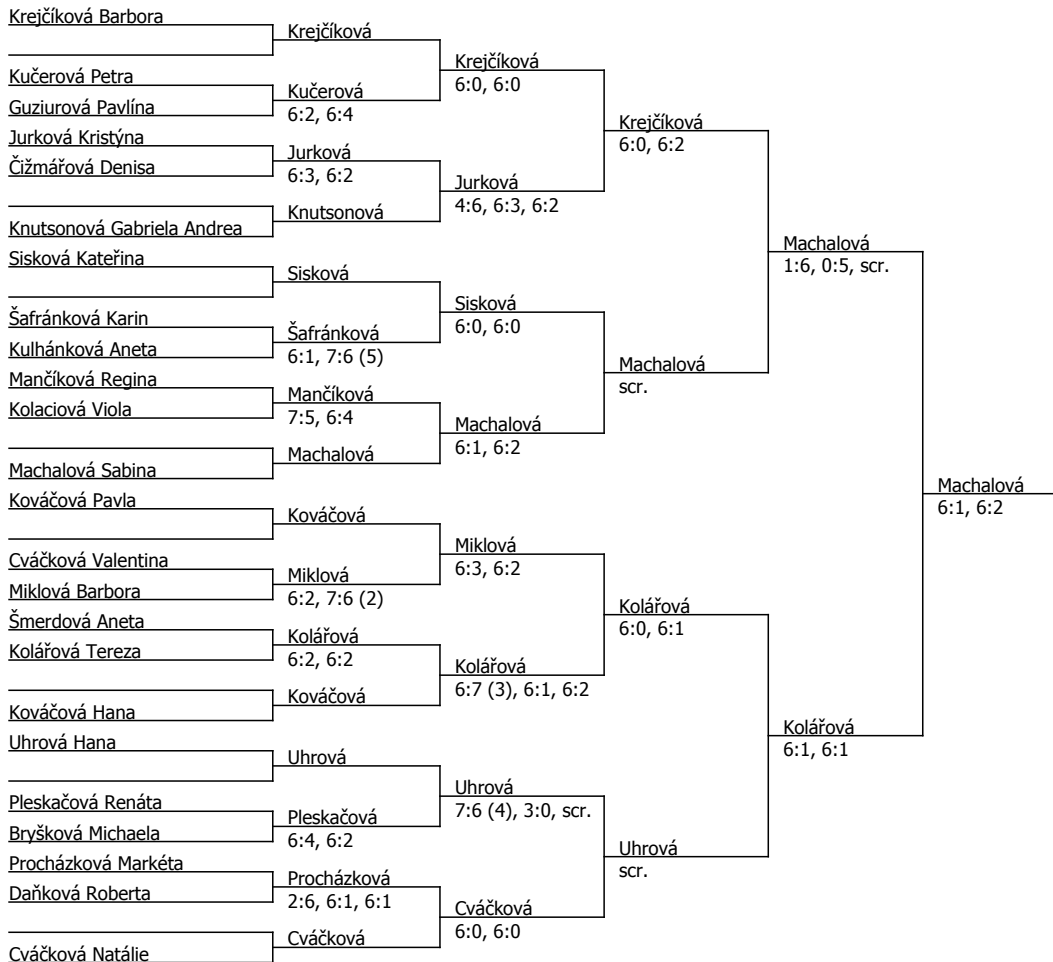 Krejčíková Barbora
Kučerová Petra
Guziurová Pavlína
Jurková Kristýna
Čižmářová Denisa
Knutsonová Gabriela Andrea
Sisková Kateřina
Šafránková Karin
Kulhánková Aneta
Mančíková Regina
Kolaciová Viola
Machalová Sabina
Kováčová Pavla
Cváčková Valentina
Miklová Barbora
Šmerdová Aneta
Kolářová Tereza
Kováčová Hana
Uhrová Hana
Pleskačová Renáta
Bryšková Michaela
Procházková Markéta
Daňková Roberta
Cváčková Natálie
Krejčíková
Kučerová
6:2, 6:4
Jurková
6:3, 6:2
Knutsonová
Sisková
Šafránková
6:1, 7:6 (5)
Mančíková
7:5, 6:4
Machalová
Kováčová
Miklová
6:2, 7:6 (2)
Kolářová
6:2, 6:2
Kováčová
Uhrová
Pleskačová
6:4, 6:2
Procházková
2:6, 6:1, 6:1
Cváčková
Krejčíková
6:0, 6:0
Jurková
4:6, 6:3, 6:2
Sisková
6:0, 6:0
Machalová
6:1, 6:2
Miklová
6:3, 6:2
Kolářová
6:7 (3), 6:1, 6:2
Uhrová
7:6 (4), 3:0, scr.
Cváčková
6:0, 6:0
Krejčíková
6:0, 6:2
Machalová
scr.
Kolářová
6:0, 6:1
Uhrová
scr.
Machalová
1:6, 0:5, scr.
Kolářová
6:1, 6:1
Machalová
6:1, 6:2